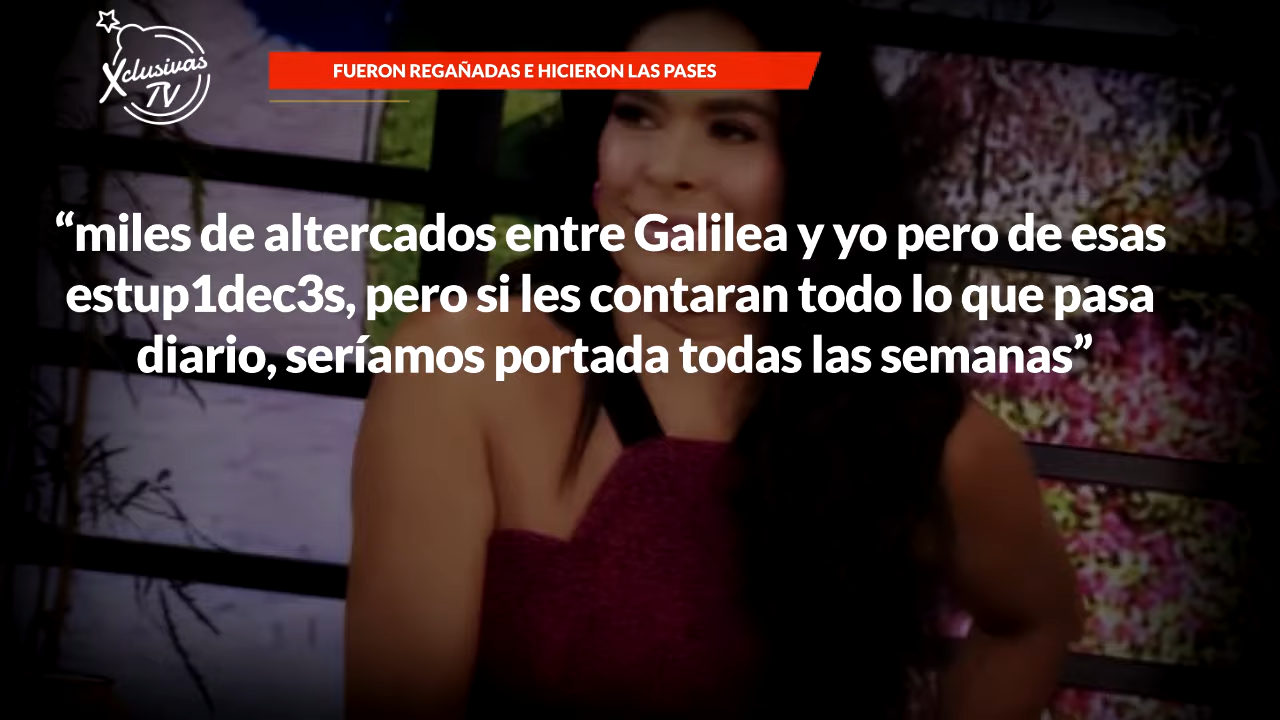 Xclusivas
TV
FUERON REGAÑADAS E HICIERON LAS PASES
“miles de altercados entre Galilea y yo pero de esas
estup1dec3s, pero si les contaran todo lo que pasa
diario, seríamos portada todas las semanas”